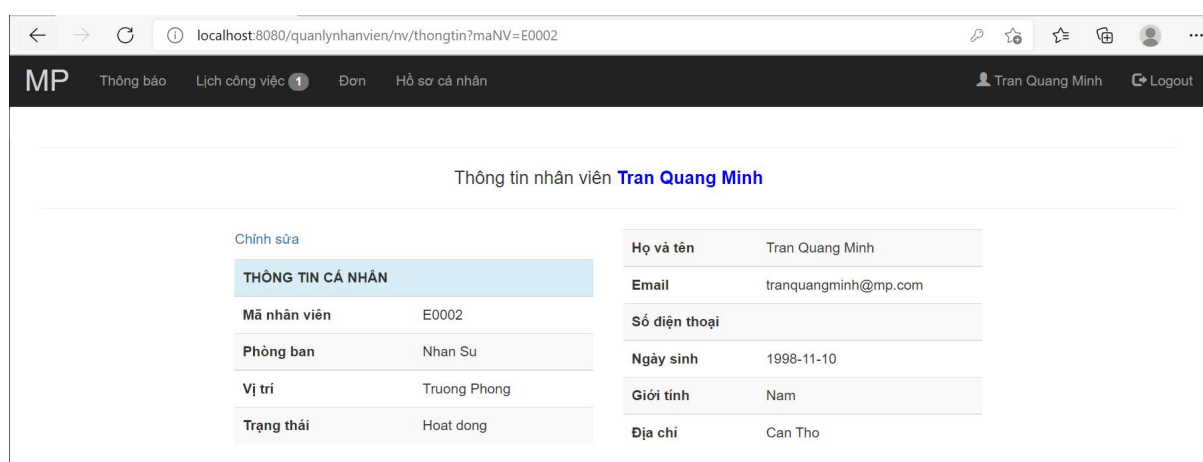 localhost:8080/quanlynhanvien/nv/thongtin?maNV=E0002
MP Thông báo Lịch công việc 1 Đơn Hồ sơ cá nhân Tran Quang Minh Logout
Thông tin nhân viên Tran Quang Minh
Chỉnh sửa
THÔNG TIN CÁ NHÂN
Mã nhân viên E0002
Phòng ban Nhan Su
Vị trí Truong Phong
Trạng thái Hoat dong
Họ và tên Tran Quang Minh
Email tranquangminh@mp.com
Số điện thoại
Ngày sinh 1998-11-10
Giới tính Nam
Địa chỉ Can Tho